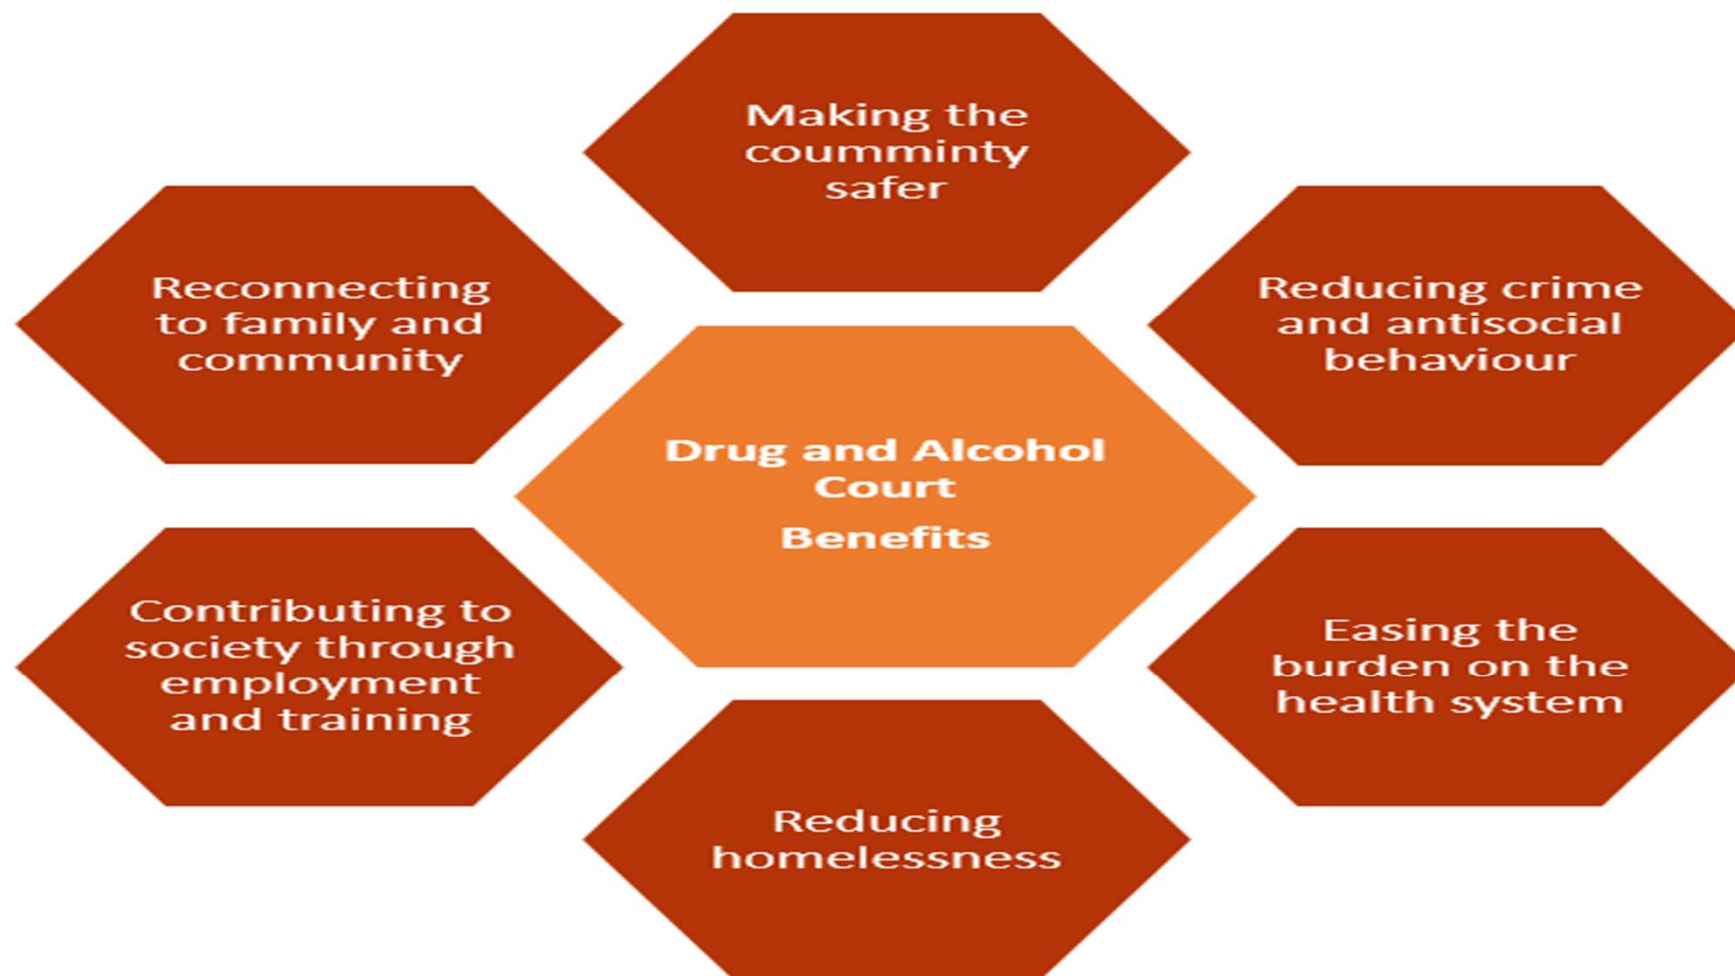 Making the
coumminty
safer
Reducing crime
and antisocial
behaviour
Easing the
burden on the
health system
Reducing
homelessness
Contributing to
society through
employment
and training
Reconnecting
to family and
community
Drug and Alcohol
Court
Benefits